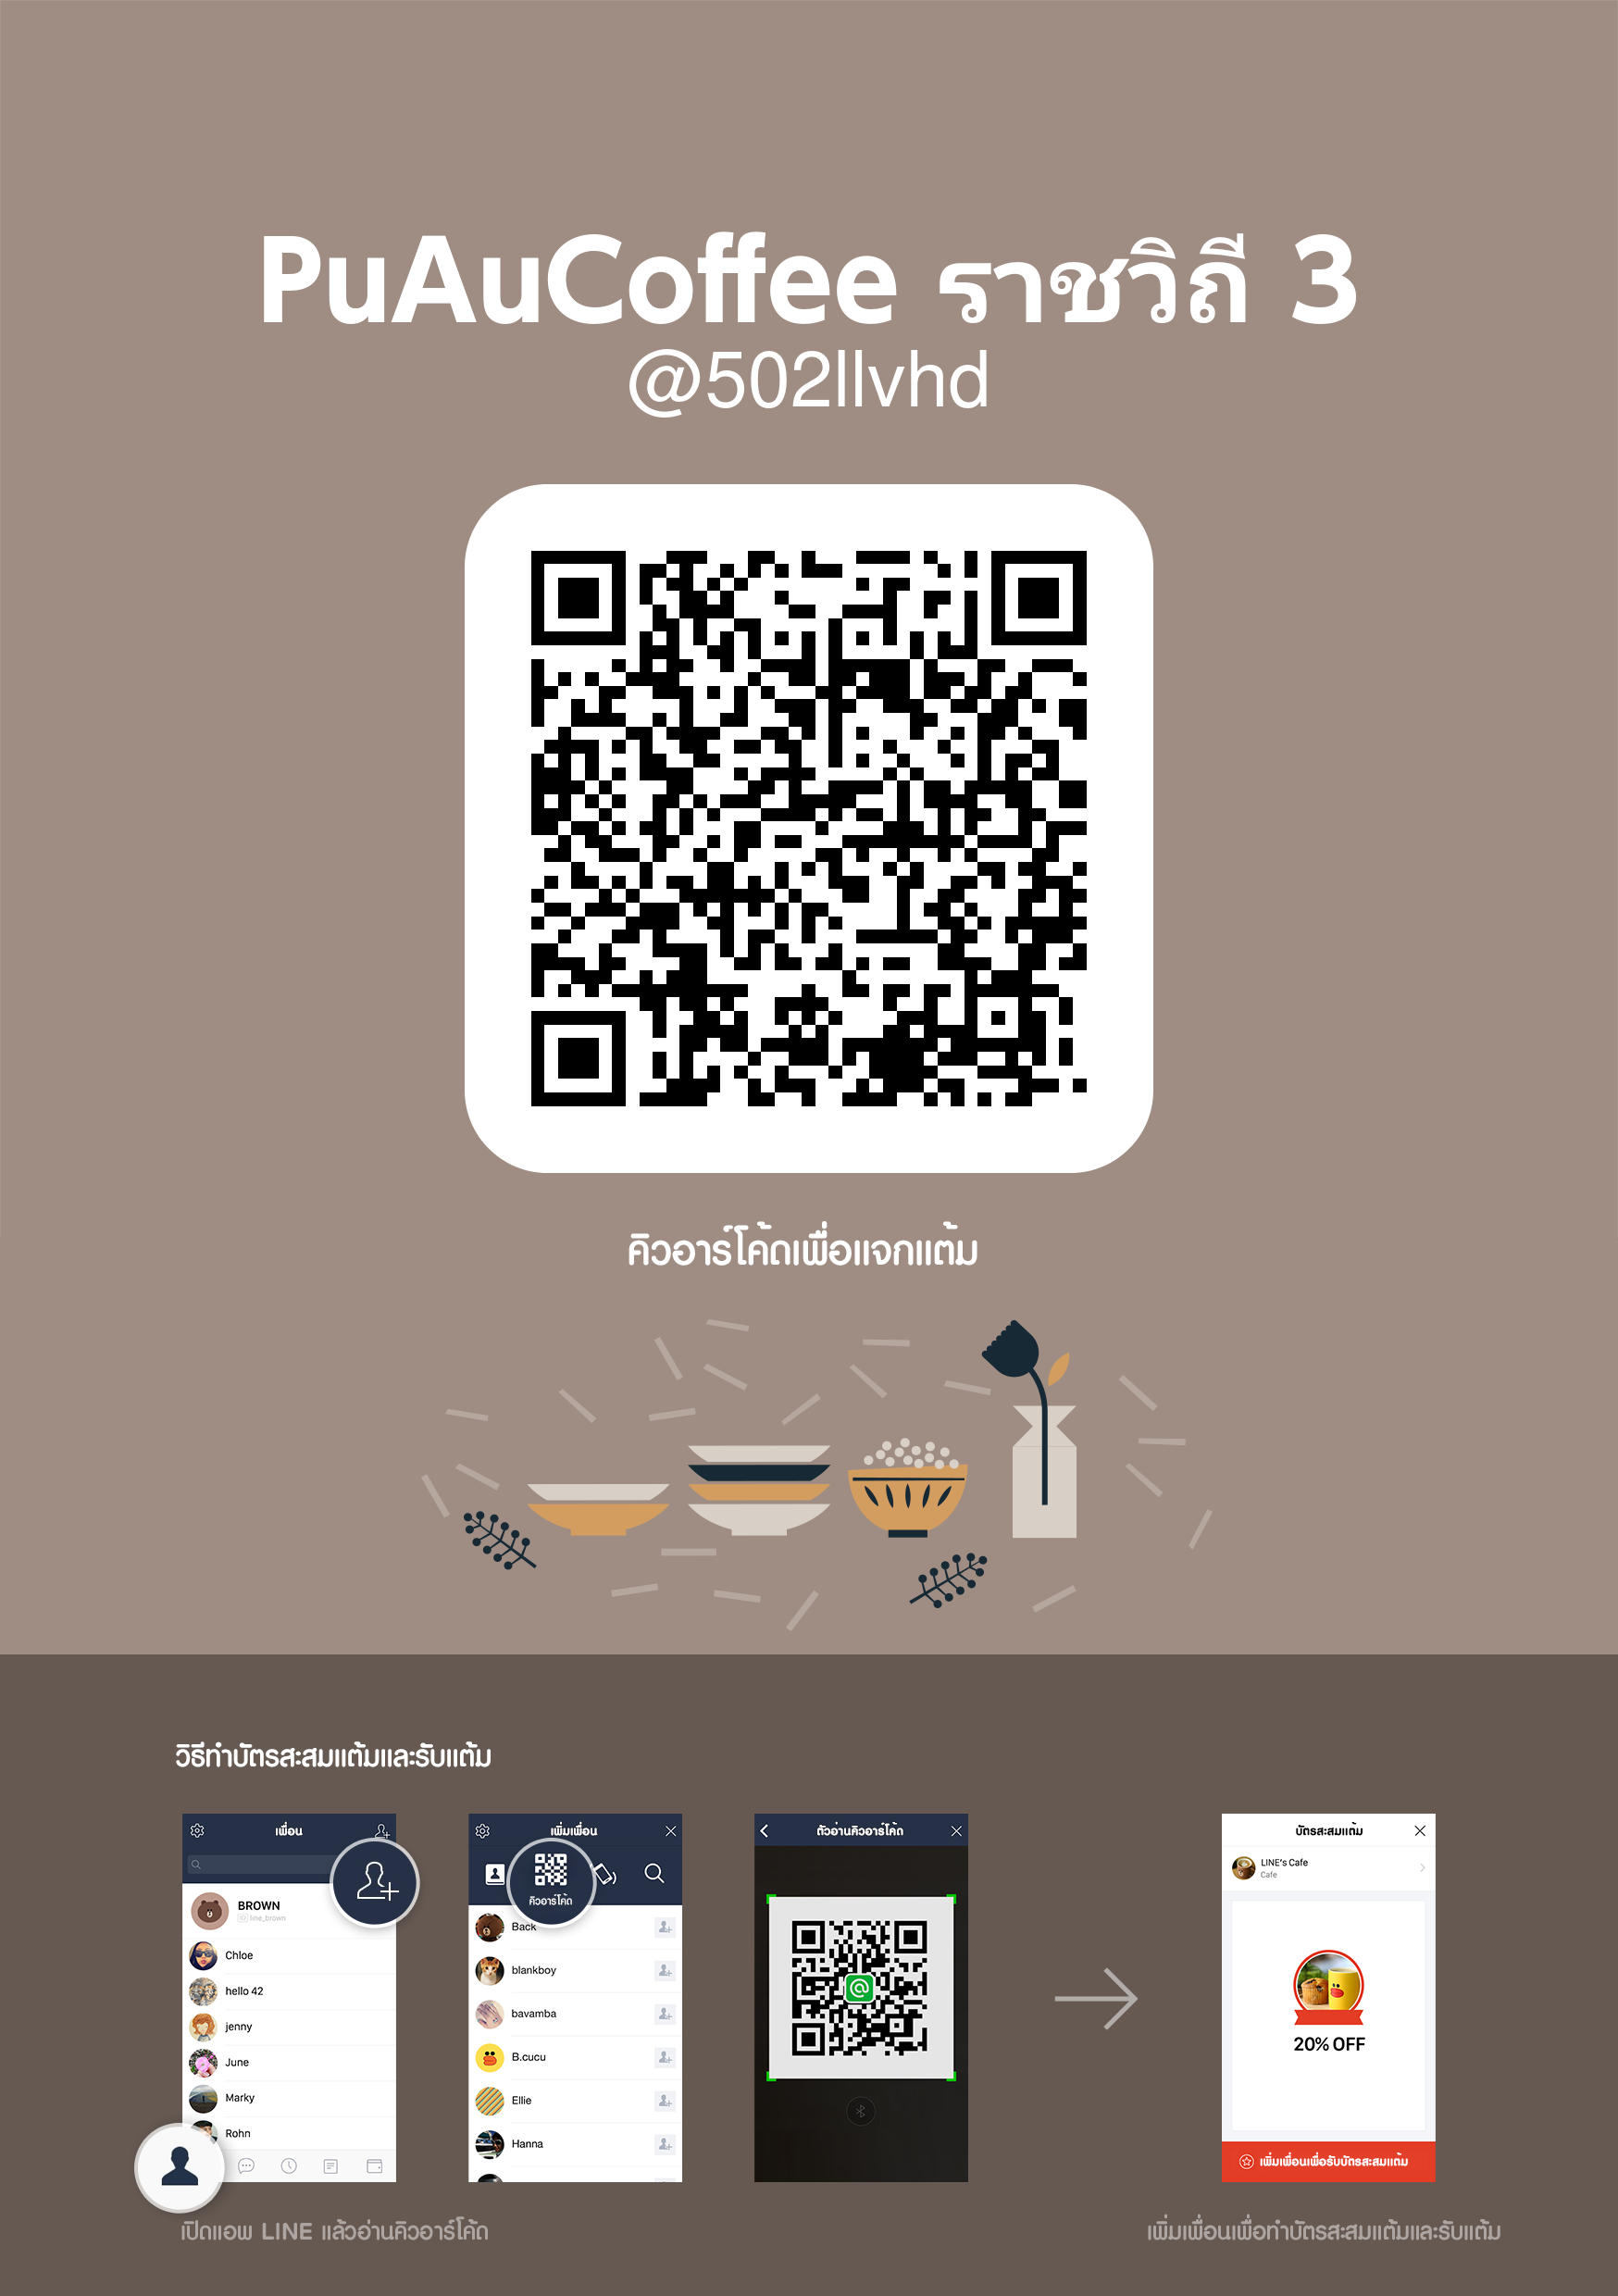 PuAuCoffee ราชวิถี 3
@502llvhd
คิวอาร์โค้ดเพื่อแจกแต้ม
วิธีทำบัตรสะสมแต้มและรับแต้ม
เพื่อน
BROWN
line_brown
Chloe
hello 42
jenny
June
Marky
Rohn
เพิ่มเพื่อน
คิวอาร์โค้ด
Back
blankboy
bavamba
B.cucu
Ellie
Hanna
ตัวอ่านคิวอาร์โค้ด
บัตรสะสมแต้ม
LINE's Cafe
Cafe
20% OFF
เพิ่มเพื่อนเพื่อรับบัตรสะสมแต้ม
เปิดแอพ LINE แล้วอ่านคิวอาร์โค้ด
เพิ่มเพื่อนเพื่อทำบัตรสะสมแต้มและรับแต้ม